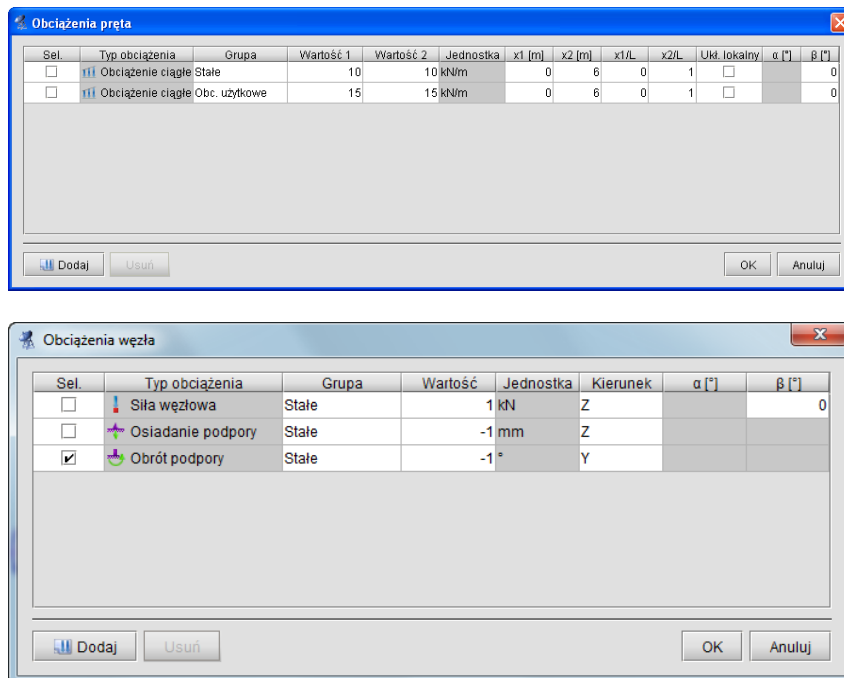 Obciążenia pręta
Sel. Typ obciążenia Grupa Wartość 1 Wartość 2 Jednostka x1 [m] x2 [m] x1/L x2/L Ukł. lokalny α [°] β [°]
Obciążenie ciągłe Stałe 10 10 kN/m 0 6 0 1 0
Obciążenie ciągłe Obc. użytkowe 15 15 kN/m 0 6 0 1 0
Dodaj Usuń OK Anuluj
Obciążenia węzła
Sel. Typ obciążenia Grupa Wartość Jednostka Kierunek α [°] β [°]
Siła węzłowa Stałe 1 kN Z 0
Osiadanie podpory Stałe -1 mm Z
Obrót podpory Stałe -1 ° Y
Dodaj Usuń OK Anuluj